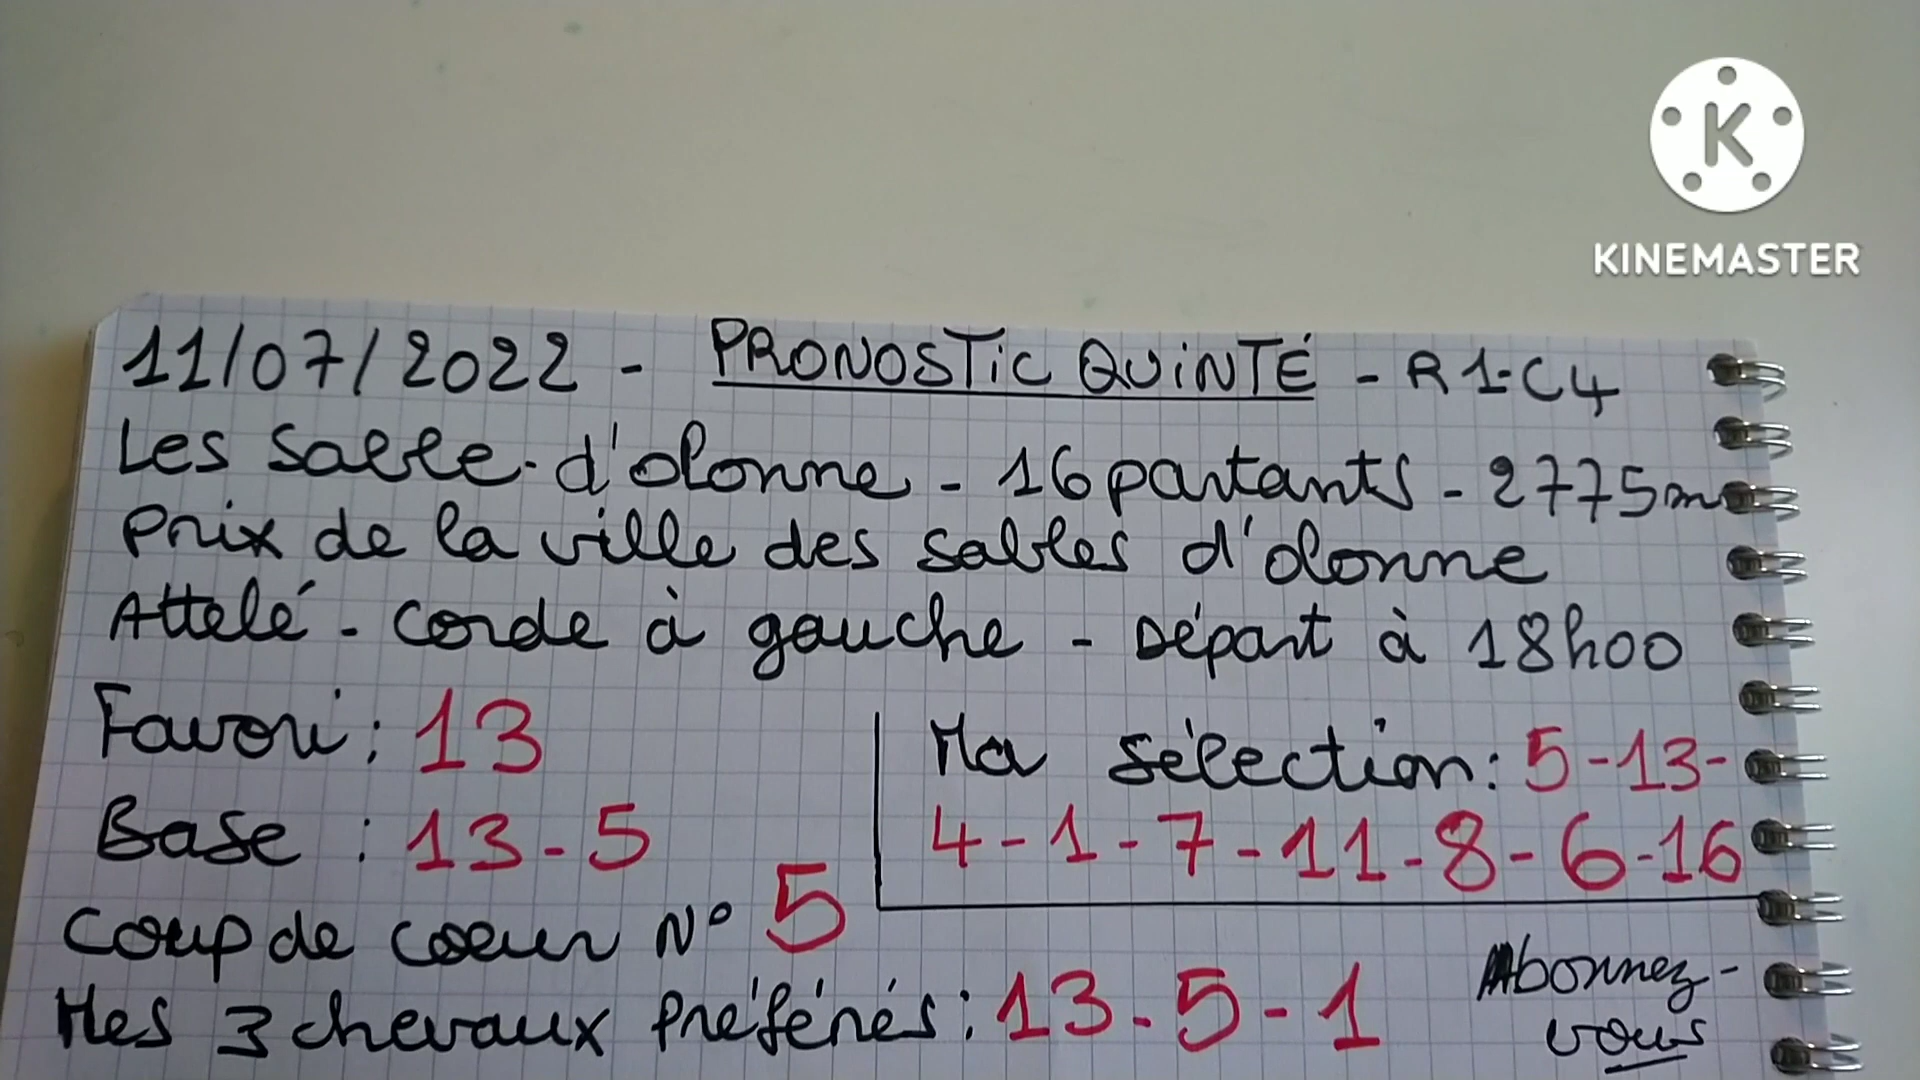 KINEMASTER
11/07/2022 - PRONOSTIC QUINTÉ - R1-C4
Les Sable-d'olonne - 16 partants - 2775m
Prix de la ville des sables d'olonne
Attelé - Corde à gauche - Départ à 18h00
Favori : 13
Base : 13-5
Coup de coeur N° 5
Mes 3 chevaux préférés : 13-5-1
Ma sélection : 5-13-
4-1-7-11-8-6-16
Abonnez-
vous